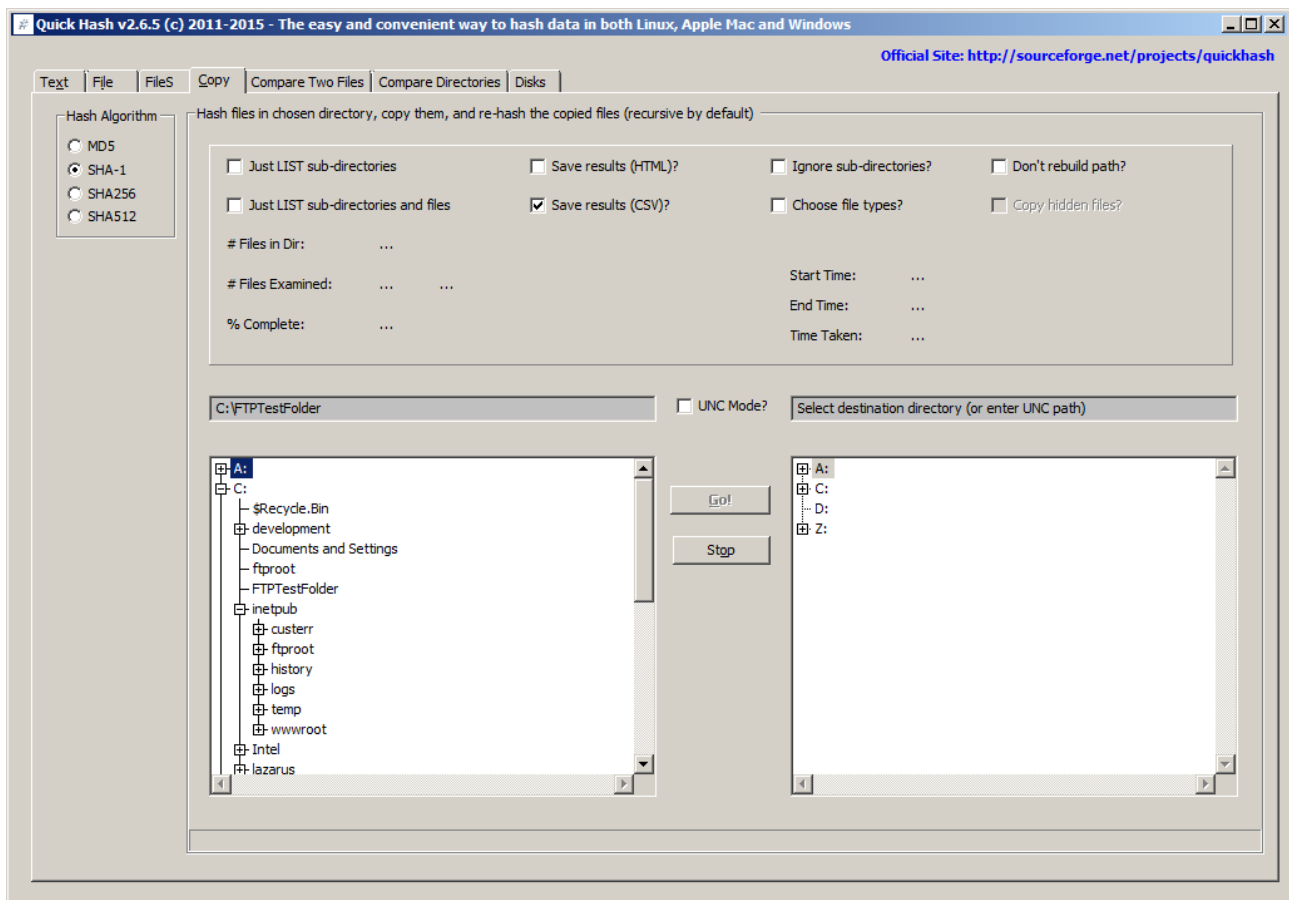 Quick Hash v2.6.5 (c) 2011-2015 - The easy and convenient way to hash data in both Linux, Apple Mac and Windows
Official Site: http://sourceforge.net/projects/quickhash
Text File FileS Copy Compare Two Files Compare Directories Disks
Hash Algorithm
MD5
SHA-1
SHA256
SHA512
Hash files in chosen directory, copy them, and re-hash the copied files (recursive by default)
Just LIST sub-directories Save results (HTML)? Ignore sub-directories? Don't rebuild path?
Just LIST sub-directories and files Save results (CSV)? Choose file types? Copy hidden files?
# Files in Dir: ...
# Files Examined: ... ...
% Complete: ...
Start Time: ...
End Time: ...
Time Taken: ...
C:\FTPTestFolder UNC Mode? Select destination directory (or enter UNC path)
A:
C:
$Recycle.Bin
development
Documents and Settings
ftproot
FTPTestFolder
inetpub
custerr
ftproot
history
logs
temp
wwwroot
Intel
lazarus
Go!
Stop
A:
C:
D:
Z: